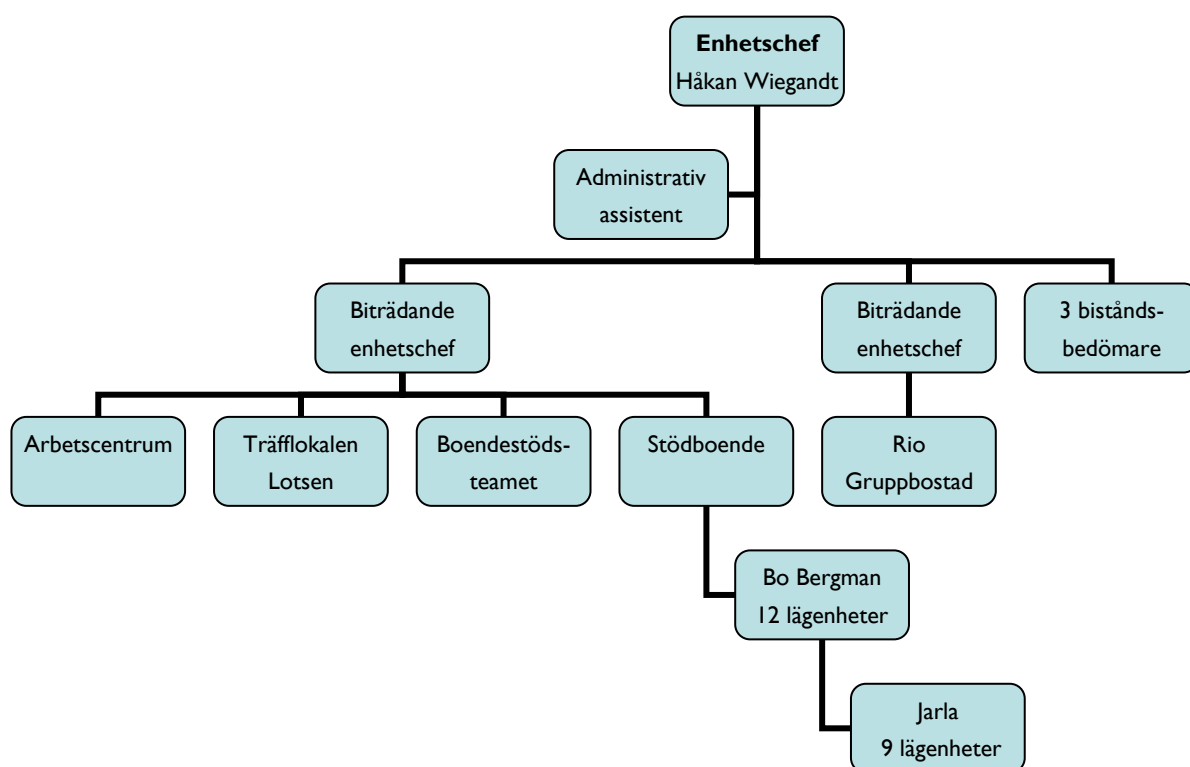 Enhetschef
Håkan Wiegandt
Administrativ
assistent
Biträdande
enhetschef
Biträdande
enhetschef
3 bistånds-
bedömare
Arbetscentrum
Träfflokalen
Lotsen
Boendestöds-
teamet
Stödboende
Rio
Gruppbostad
Bo Bergman
12 lägenheter
Jarla
9 lägenheter